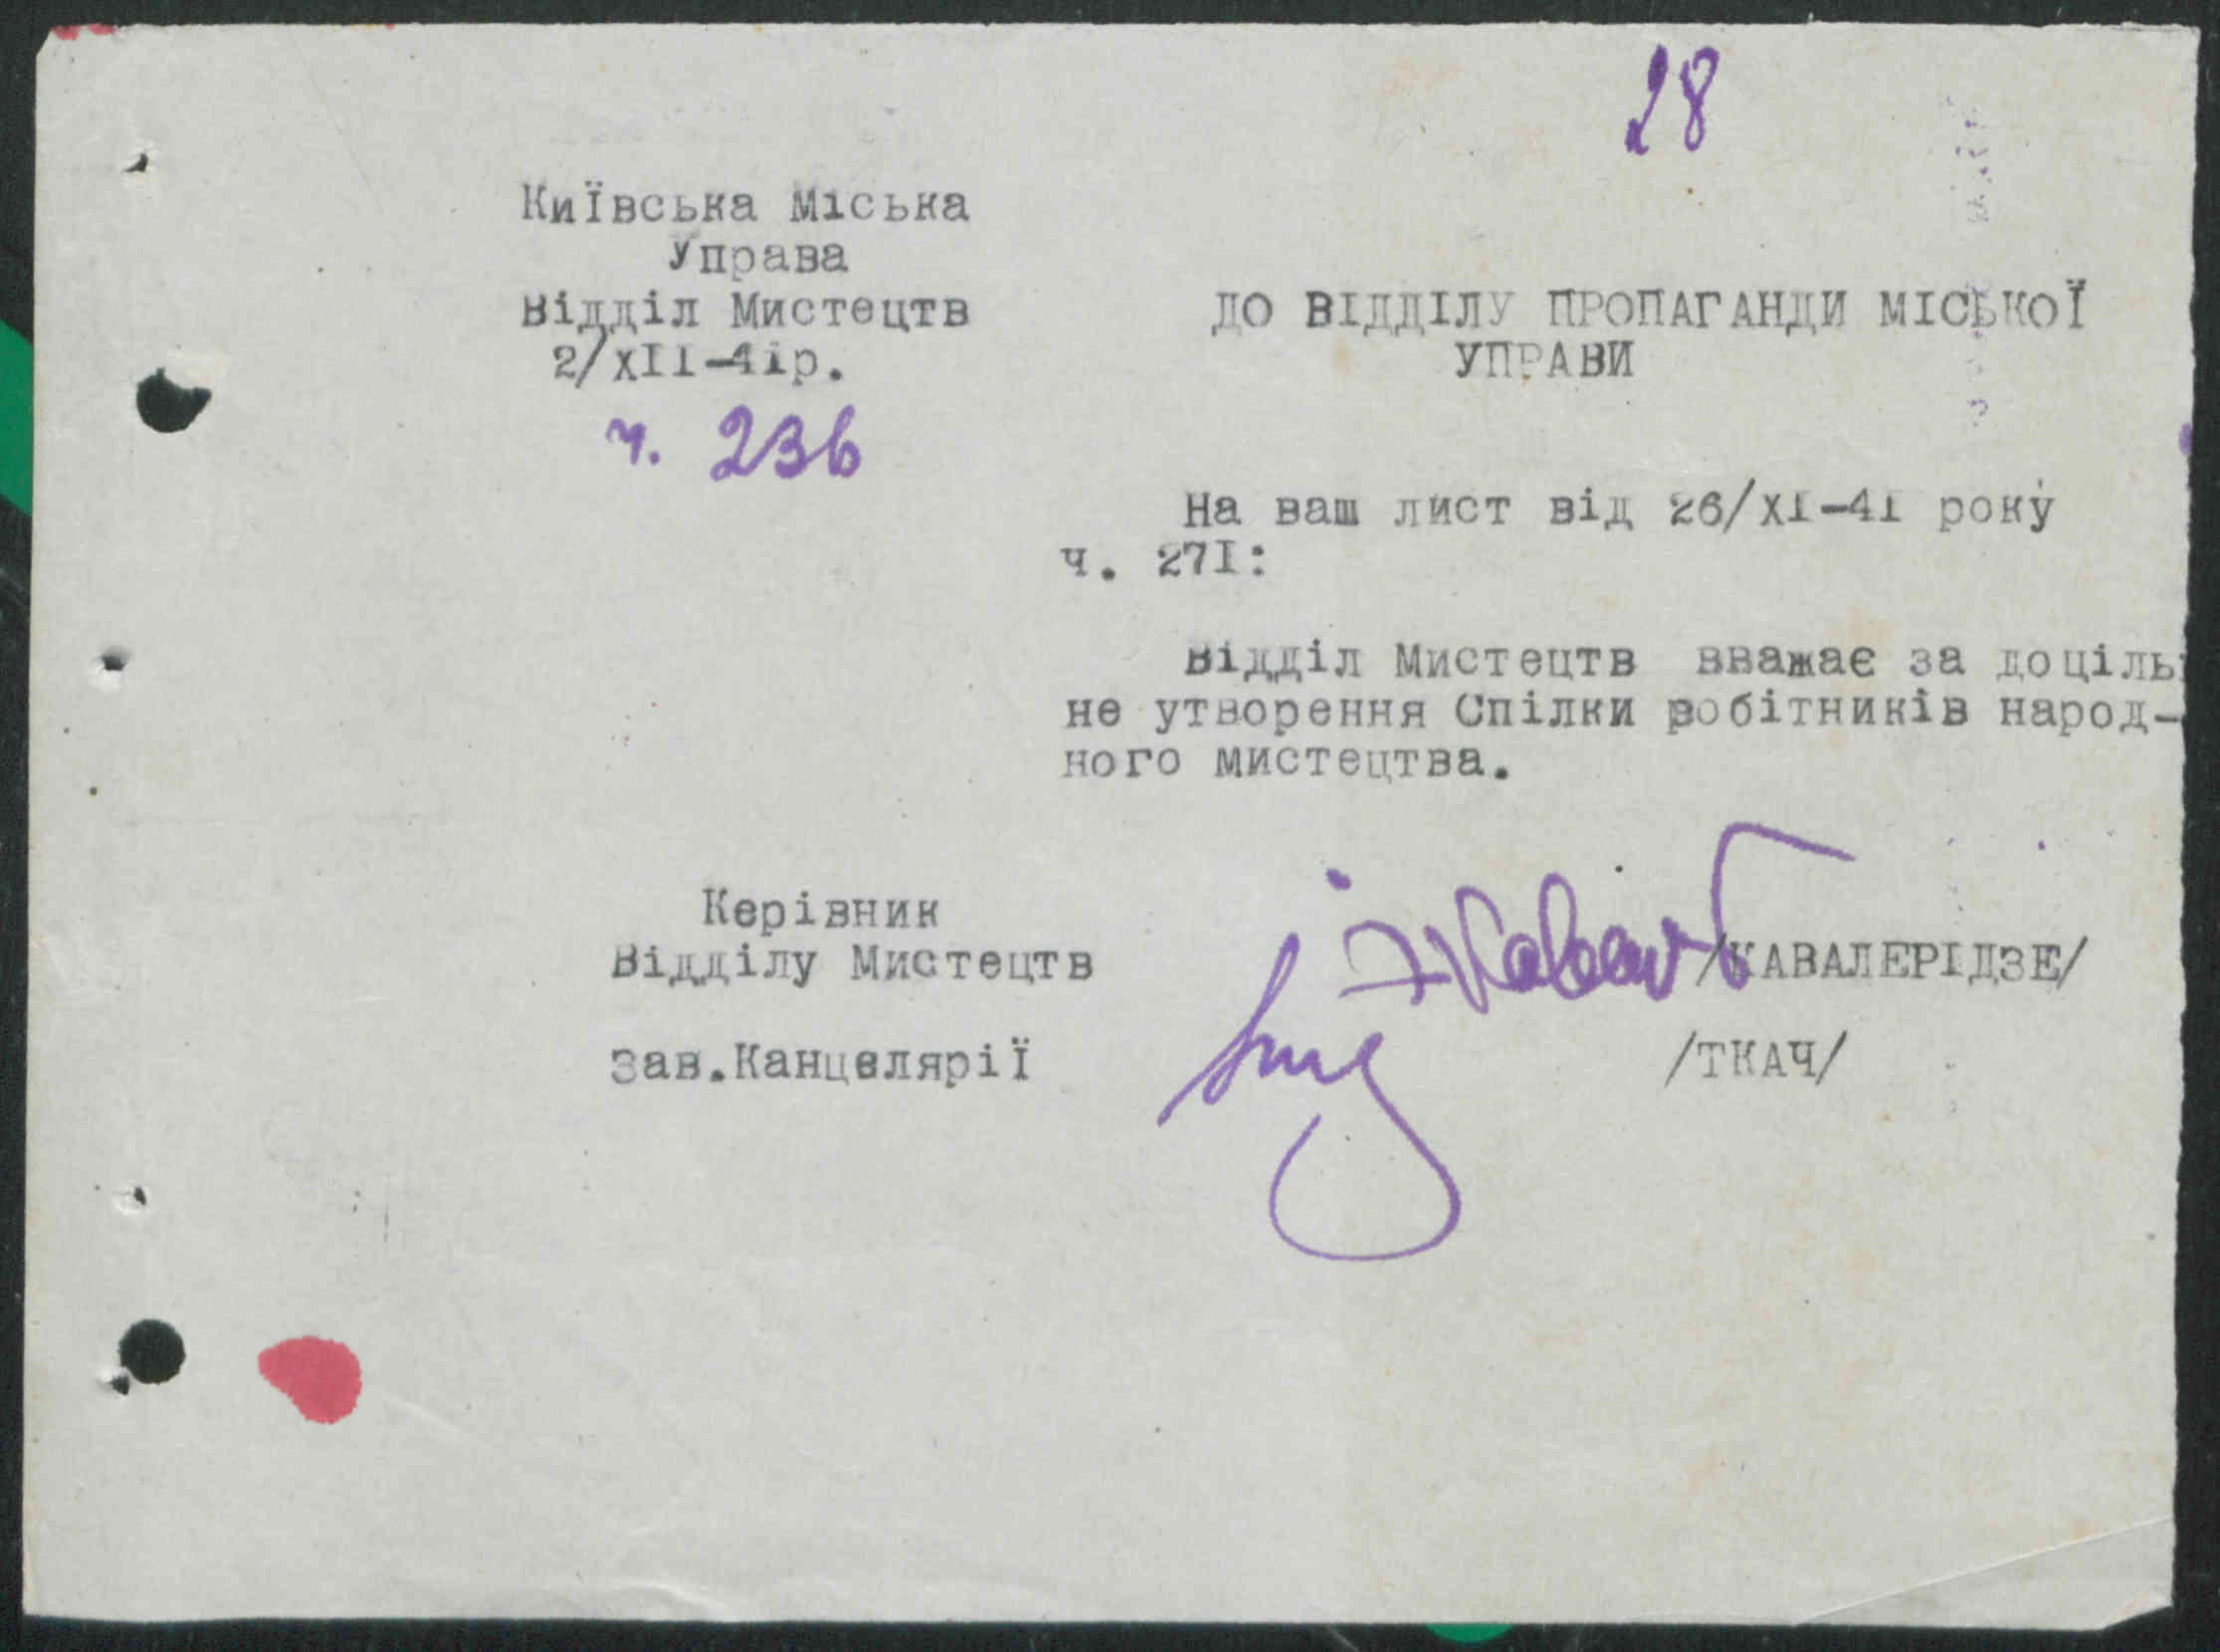 28
Київська Міська
Управа
Відділ Мистецтв
2/XII-41р.
ч. 236
ДО ВІДДІЛУ ПРОПАГАНДИ МІСЬКОЇ
УПРАВИ
На ваш лист від 26/XI-41 року
ч. 271:
Відділ Мистецтв вважає за доціль
не утворення Спілки робітників народ-
ного мистецтва.
Керівник
Відділу Мистецтв /КАВАЛЕРІДЗЕ/
Зав.Канцелярії /ТКАЧ/